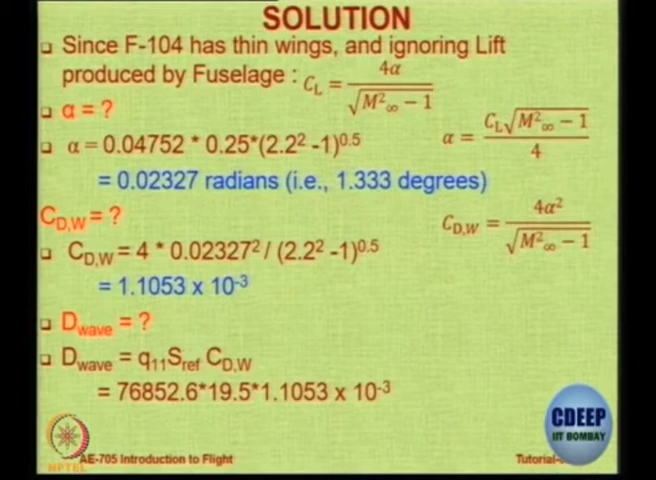 SOLUTION
Since F-104 has thin wings, and ignoring Lift
produced by Fuselage : C_L = 4α / √(M²∞ − 1)
α = ?
α = 0.04752 * 0.25*(2.2² -1)^0.5
α = C_L√(M²∞ − 1) / 4
= 0.02327 radians (i.e., 1.333 degrees)
C_D,W = ?
C_D,W = 4α² / √(M²∞ − 1)
C_D,W = 4 * 0.02327² / (2.2² -1)^0.5
= 1.1053 x 10⁻³
D_wave = ?
D_wave = q₁₁S_ref C_D,W
= 76852.6*19.5*1.1053 x 10⁻³
CDEEP
IIT BOMBAY
NPTEL
AE-705 Introduction to Flight